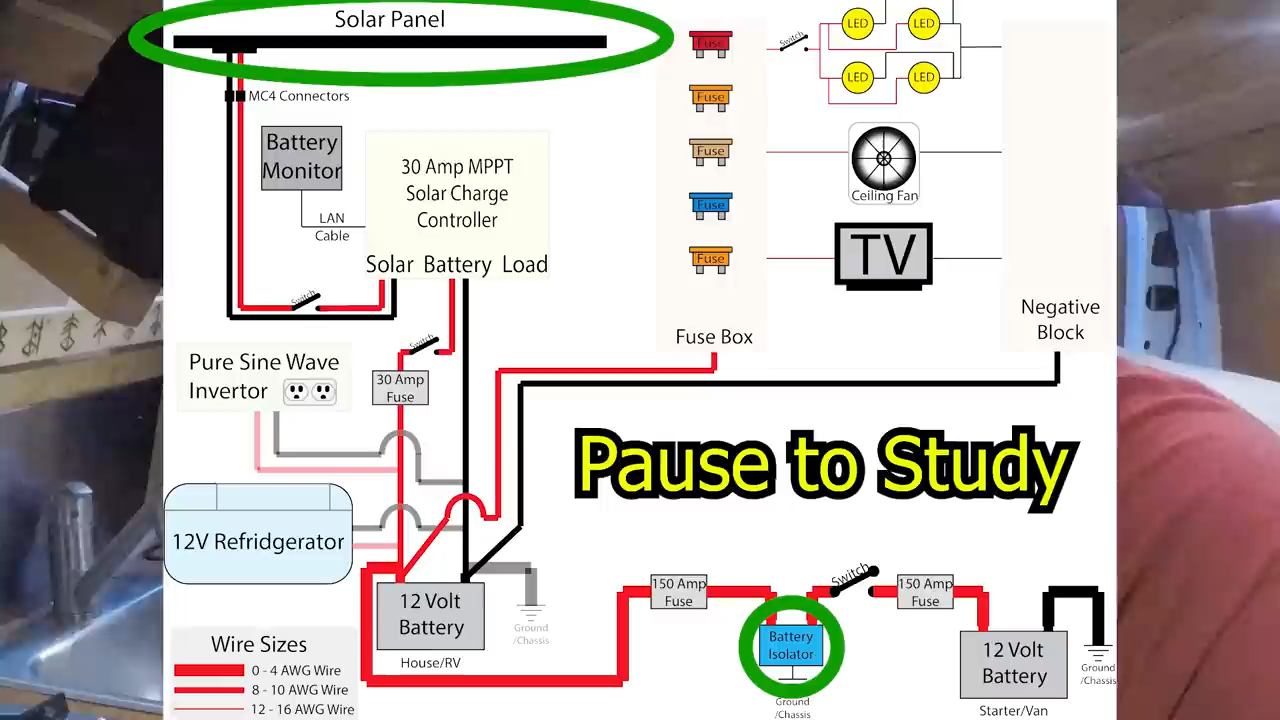 Solar Panel
MC4 Connectors
Battery
Monitor
LAN
Cable
30 Amp MPPT
Solar Charge
Controller
Solar Battery Load
Switch
Switch
30 Amp
Fuse
Pure Sine Wave
Invertor
12V Refridgerator
12 Volt
Battery
House/RV
Ground
/Chassis
Wire Sizes
0 - 4 AWG Wire
8 - 10 AWG Wire
12 - 16 AWG Wire
Fuse
Fuse
Fuse
Fuse
Fuse
Fuse Box
Switch
LED
LED
LED
LED
Ceiling Fan
TV
Negative
Block
Pause to Study
150 Amp
Fuse
Battery
Isolator
Ground
/Chassis
Switch
150 Amp
Fuse
12 Volt
Battery
Starter/Van
Ground
/Chassis